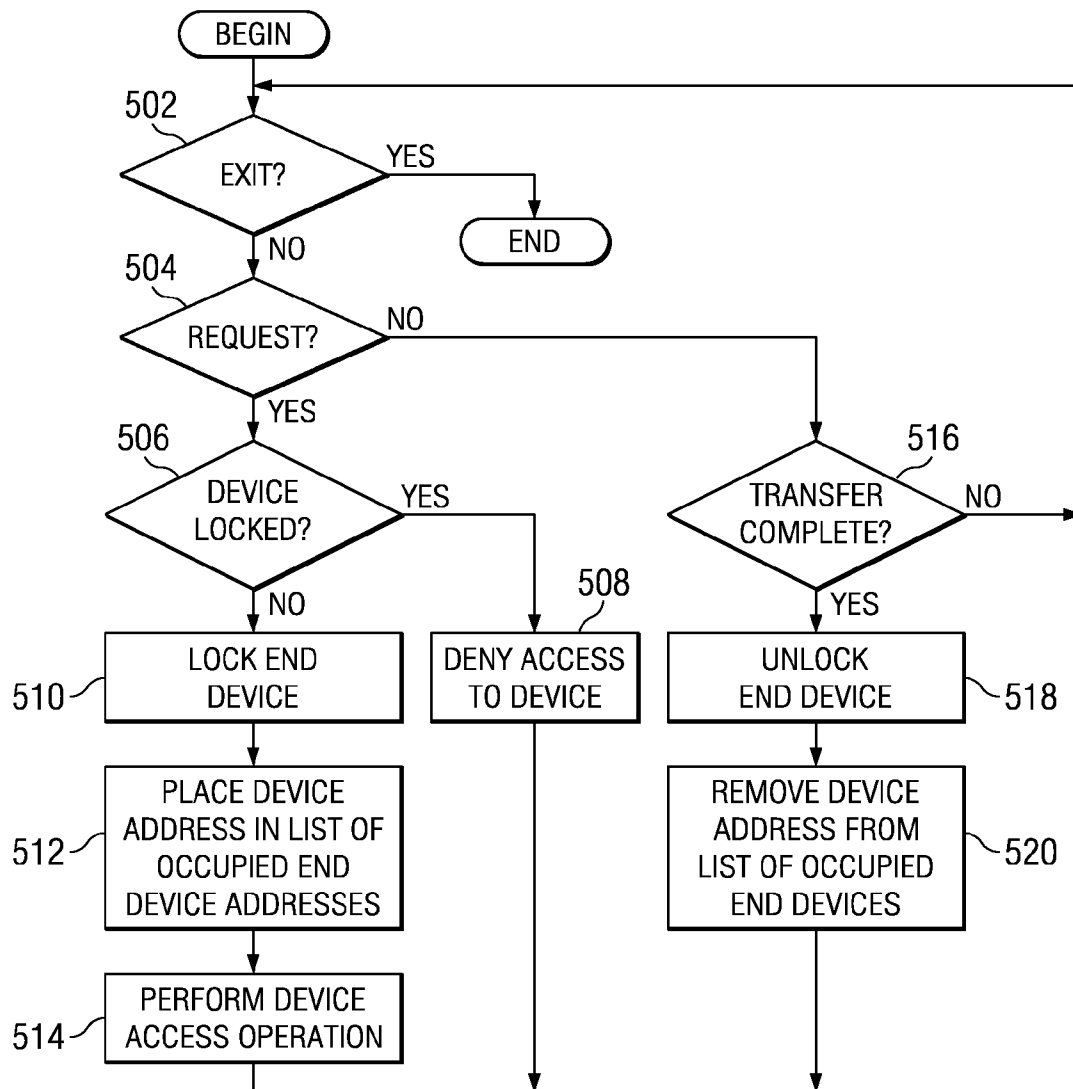 BEGIN
502
EXIT?
YES
END
NO
504
REQUEST?
NO
YES
506
DEVICE
LOCKED?
YES
516
TRANSFER
COMPLETE?
NO
NO
508
YES
510
LOCK END
DEVICE
DENY ACCESS
TO DEVICE
UNLOCK
END DEVICE
518
512
PLACE DEVICE
ADDRESS IN LIST OF
OCCUPIED END
DEVICE ADDRESSES
REMOVE DEVICE
ADDRESS FROM
LIST OF OCCUPIED
END DEVICES
520
514
PERFORM DEVICE
ACCESS OPERATION